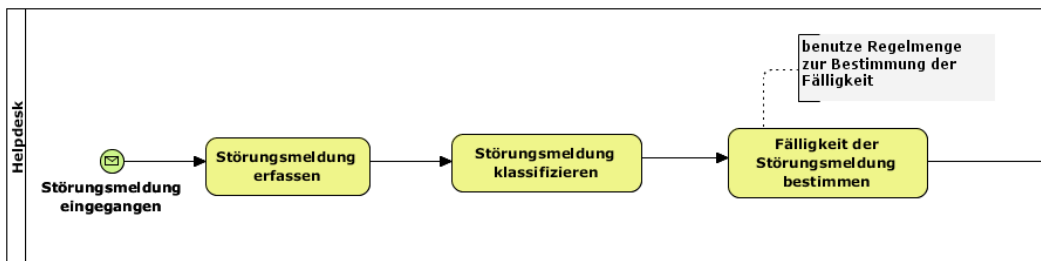 Helpdesk
Störungsmeldung
eingegangen
Störungsmeldung
erfassen
Störungsmeldung
klassifizieren
benutze Regelmenge
zur Bestimmung der
Fälligkeit
Fälligkeit der
Störungsmeldung
bestimmen